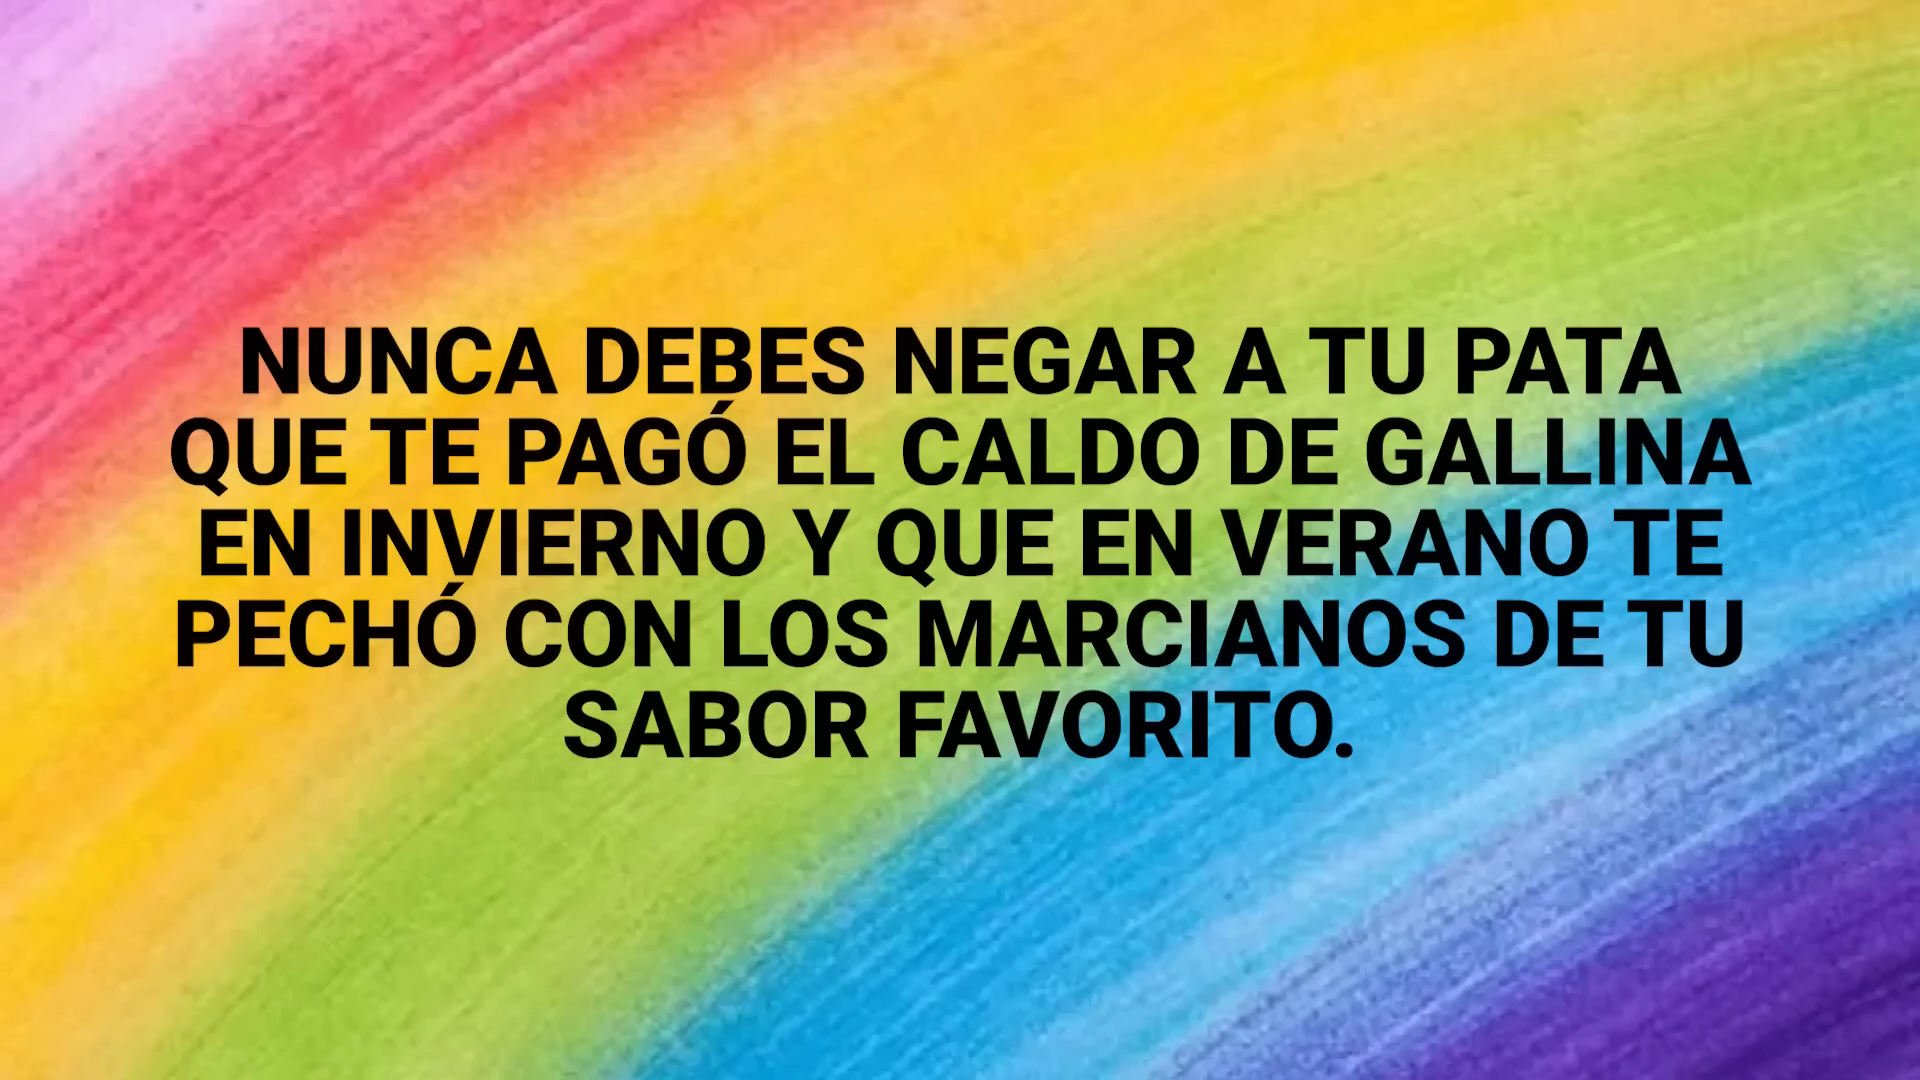 NUNCA DEBES NEGAR A TU PATA
QUE TE PAGÓ EL CALDO DE GALLINA
EN INVIERNO Y QUE EN VERANO TE
PECHÓ CON LOS MARCIANOS DE TU
SABOR FAVORITO.